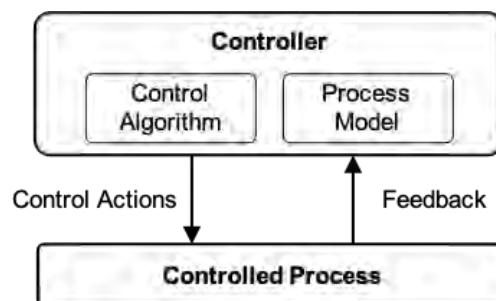 Controller
Control
Algorithm
Process
Model
Control Actions
Feedback
Controlled Process